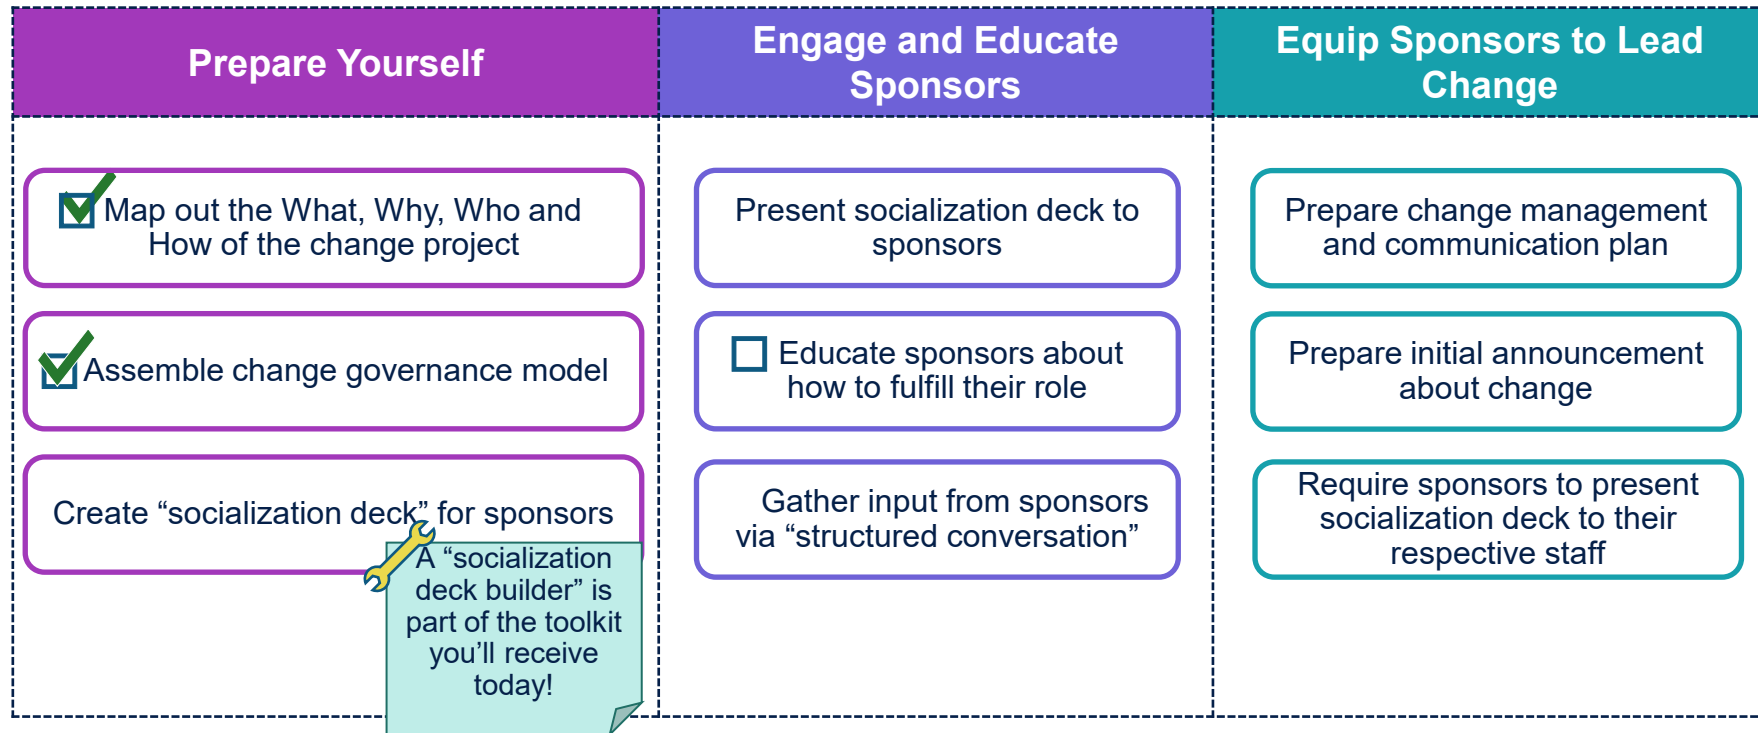 Prepare Yourself
Engage and Educate
Sponsors
Equip Sponsors to Lead
Change
Map out the What, Why, Who and
How of the change project
Assemble change governance model
Create “socialization deck” for sponsors
A “socialization
deck builder” is
part of the toolkit
you’ll receive
today!
Present socialization deck to
sponsors
Educate sponsors about
how to fulfill their role
Gather input from sponsors
via “structured conversation”
Prepare change management
and communication plan
Prepare initial announcement
about change
Require sponsors to present
socialization deck to their
respective staff